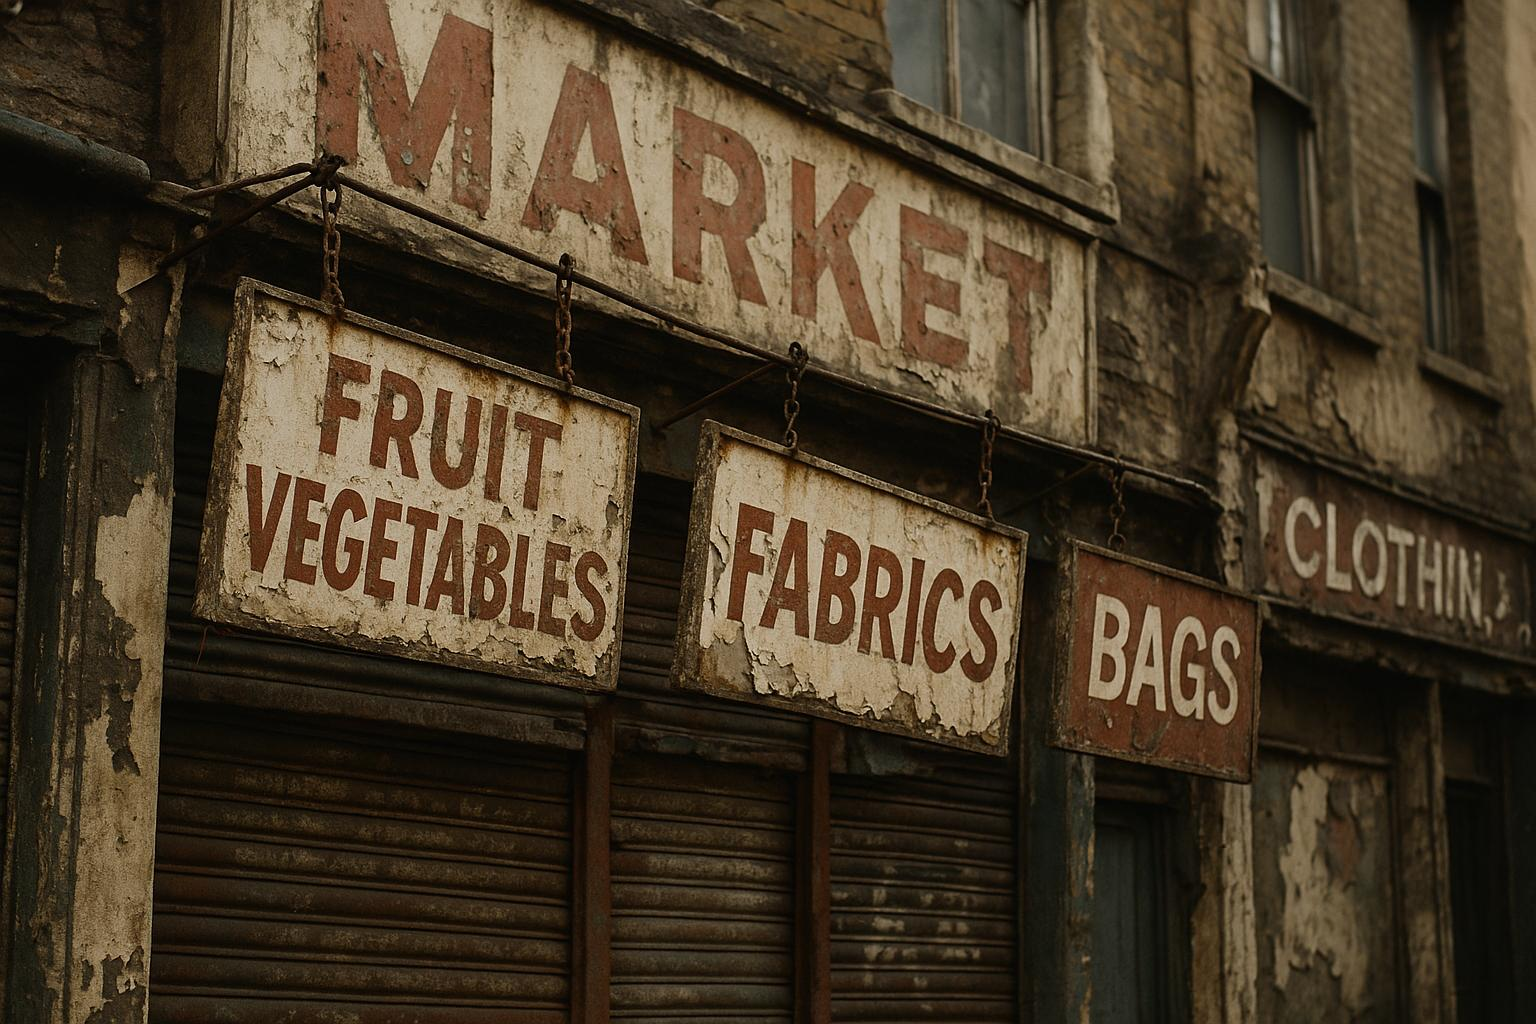 MARKET
FRUIT
VEGETABLES
FABRICS
BAGS
CLOTHIN,